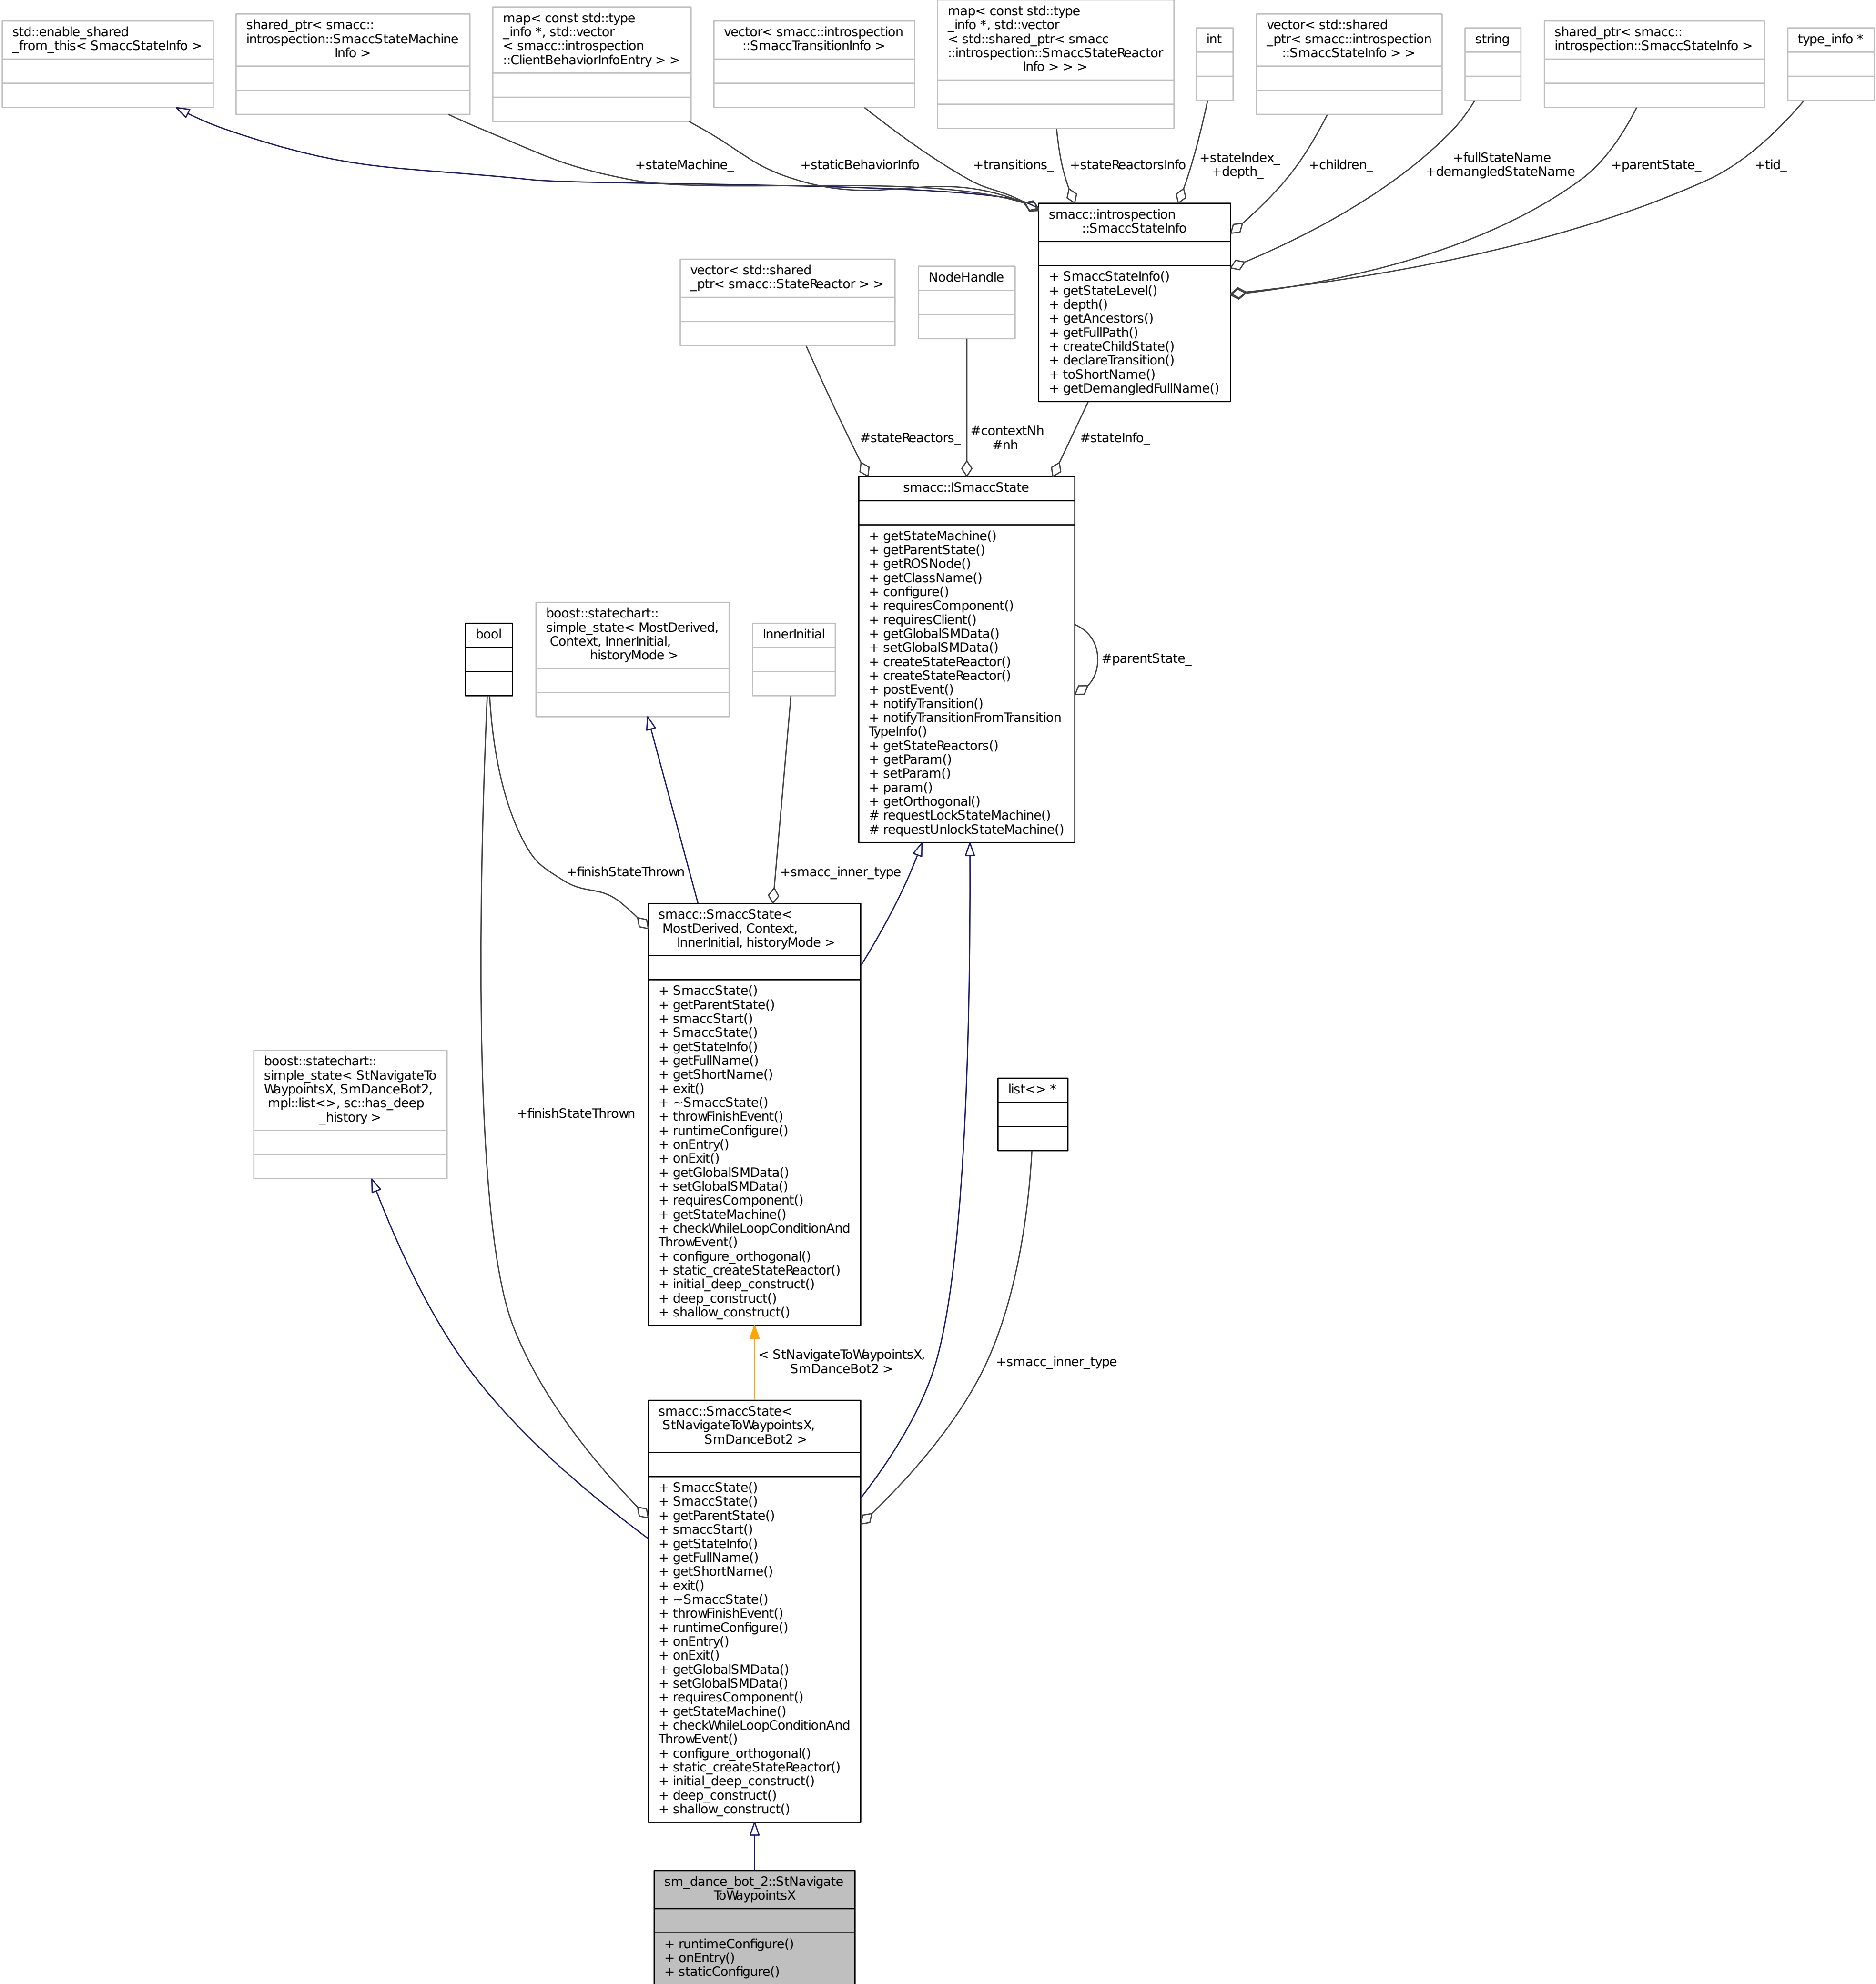 std::enable_shared
_from_this< SmaccStateInfo >
shared_ptr< smacc::
introspection::SmaccStateMachine
Info >
map< const std::type
_info *, std::vector
< smacc::introspection
::ClientBehaviorInfoEntry > >
vector< smacc::introspection
::SmaccTransitionInfo >
map< const std::type
_info *, std::vector
< std::shared_ptr< smacc
::introspection::SmaccStateReactor
Info > > >
int
vector< std::shared
_ptr< smacc::introspection
::SmaccStateInfo > >
string
shared_ptr< smacc::
introspection::SmaccStateInfo >
type_info *
+stateMachine_
+staticBehaviorInfo
+transitions_
+stateReactorsInfo
+stateIndex_
+depth_
+children_
+fullStateName
+demangledStateName
+parentState_
+tid_
smacc::introspection
::SmaccStateInfo
+ SmaccStateInfo()
+ getStateLevel()
+ depth()
+ getAncestors()
+ getFullPath()
+ createChildState()
+ declareTransition()
+ toShortName()
+ getDemangledFullName()
vector< std::shared
_ptr< smacc::StateReactor > >
NodeHandle
#stateReactors_
#contextNh
#nh
#stateInfo_
smacc::ISmaccState
+ getStateMachine()
+ getParentState()
+ getROSNode()
+ getClassName()
+ configure()
+ requiresComponent()
+ requiresClient()
+ getGlobalSMData()
+ setGlobalSMData()
+ createStateReactor()
+ createStateReactor()
+ postEvent()
+ notifyTransition()
+ notifyTransitionFromTransition
TypeInfo()
+ getStateReactors()
+ getParam()
+ setParam()
+ param()
+ getOrthogonal()
# requestLockStateMachine()
# requestUnlockStateMachine()
#parentState_
bool
boost::statechart::
simple_state< MostDerived,
Context, InnerInitial,
historyMode >
InnerInitial
+finishStateThrown
+smacc_inner_type
smacc::SmaccState<
MostDerived, Context,
InnerInitial, historyMode >
+ SmaccState()
+ getParentState()
+ smaccStart()
+ SmaccState()
+ getStateInfo()
+ getFullName()
+ getShortName()
+ exit()
+ ~SmaccState()
+ throwFinishEvent()
+ runtimeConfigure()
+ onEntry()
+ onExit()
+ getGlobalSMData()
+ setGlobalSMData()
+ requiresComponent()
+ getStateMachine()
+ checkWhileLoopConditionAnd
ThrowEvent()
+ configure_orthogonal()
+ static_createStateReactor()
+ initial_deep_construct()
+ deep_construct()
+ shallow_construct()
boost::statechart::
simple_state< StNavigateTo
WaypointsX, SmDanceBot2,
mpl::list<>, sc::has_deep
_history >
+finishStateThrown
list<> *
< StNavigateToWaypointsX,
SmDanceBot2 >
+smacc_inner_type
smacc::SmaccState<
StNavigateToWaypointsX,
SmDanceBot2 >
+ SmaccState()
+ SmaccState()
+ getParentState()
+ smaccStart()
+ getStateInfo()
+ getFullName()
+ getShortName()
+ exit()
+ ~SmaccState()
+ throwFinishEvent()
+ runtimeConfigure()
+ onEntry()
+ onExit()
+ getGlobalSMData()
+ setGlobalSMData()
+ requiresComponent()
+ getStateMachine()
+ checkWhileLoopConditionAnd
ThrowEvent()
+ configure_orthogonal()
+ static_createStateReactor()
+ initial_deep_construct()
+ deep_construct()
+ shallow_construct()
sm_dance_bot_2::StNavigate
ToWaypointsX
+ runtimeConfigure()
+ onEntry()
+ staticConfigure()